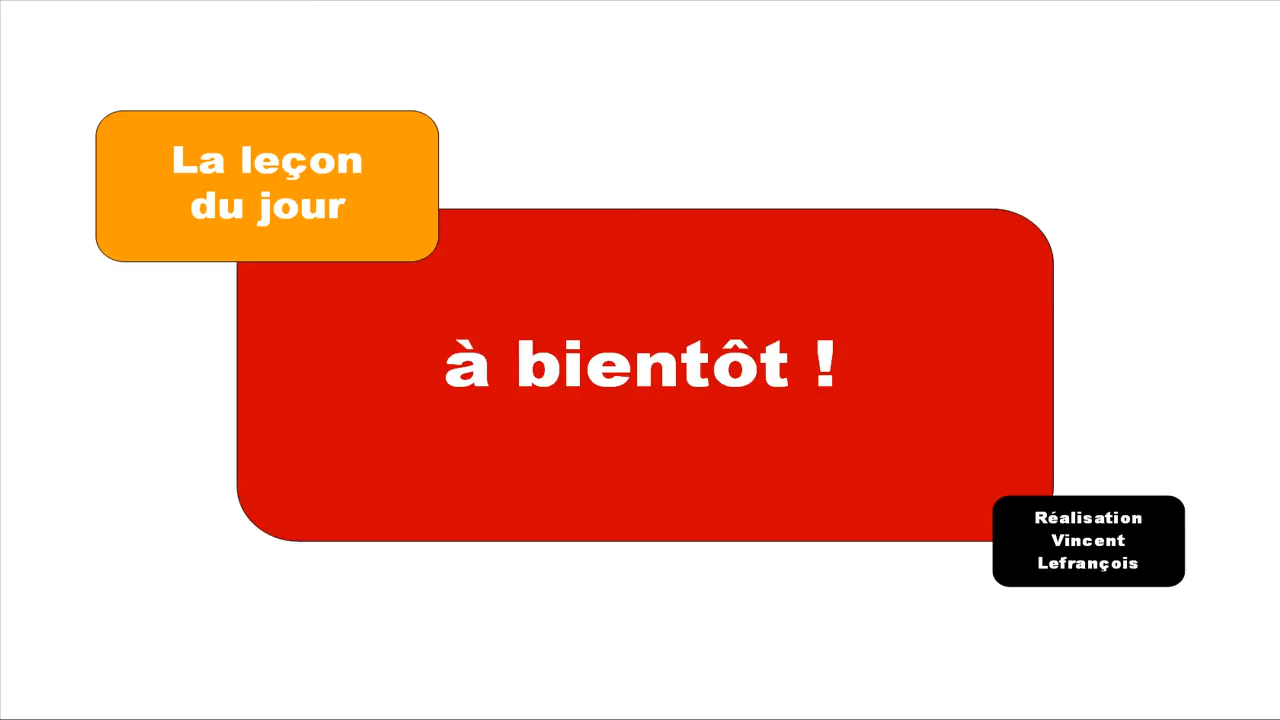 La leçon
du jour
à bientôt !
Réalisation
Vincent
Lefrançois